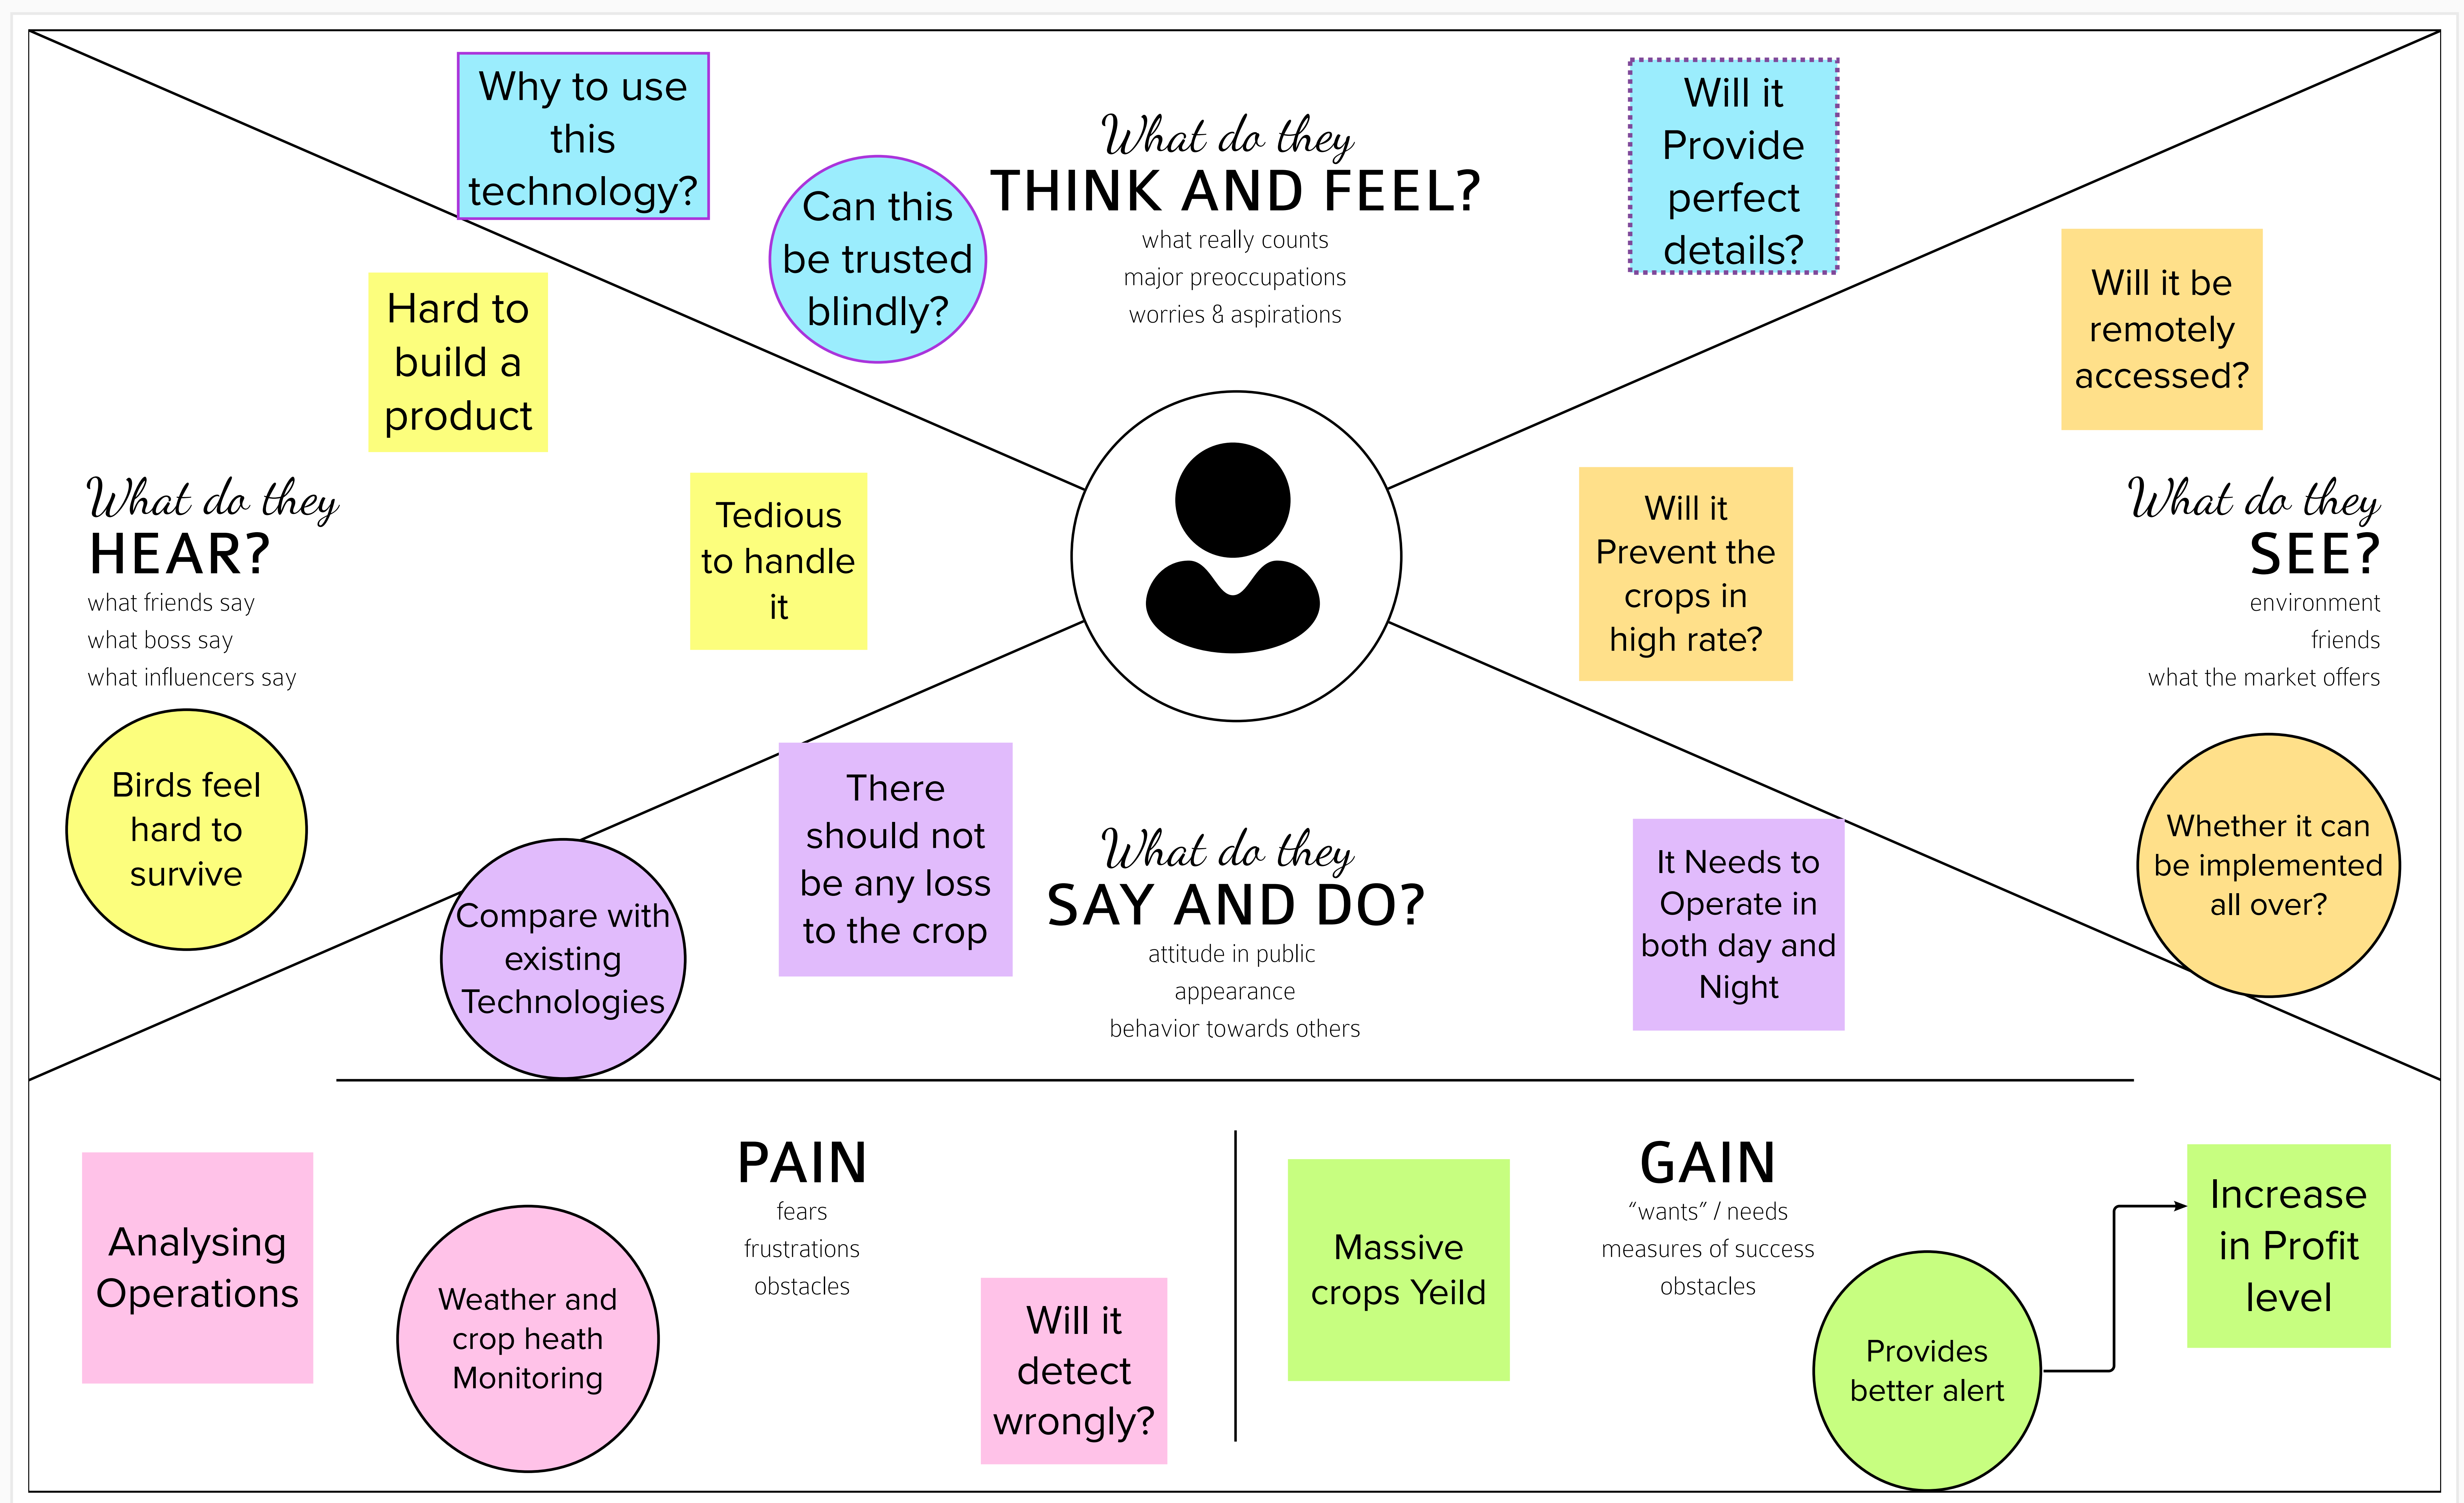 Why to use
this
technology?
Can this
be trusted
blindly?
What do they
THINK AND FEEL?
what really counts
major preoccupations
worries & aspirations
Will it
Provide
perfect
details?
Hard to
build a
product
Tedious
to handle
it
What do they
HEAR?
what friends say
what boss say
what influencers say
Birds feel
hard to
survive
Will it be
remotely
accessed?
Will it
Prevent the
crops in
high rate?
What do they
SEE?
environment
friends
what the market offers
Whether it can
be implemented
all over?
Compare with
existing
Technologies
There
should not
be any loss
to the crop
What do they
SAY AND DO?
attitude in public
appearance
behavior towards others
It Needs to
Operate in
both day and
Night
Analysing
Operations
Weather and
crop heath
Monitoring
PAIN
fears
frustrations
obstacles
Will it
detect
wrongly?
Massive
crops Yeild
GAIN
“wants” / needs
measures of success
obstacles
Provides
better alert
Increase
in Profit
level